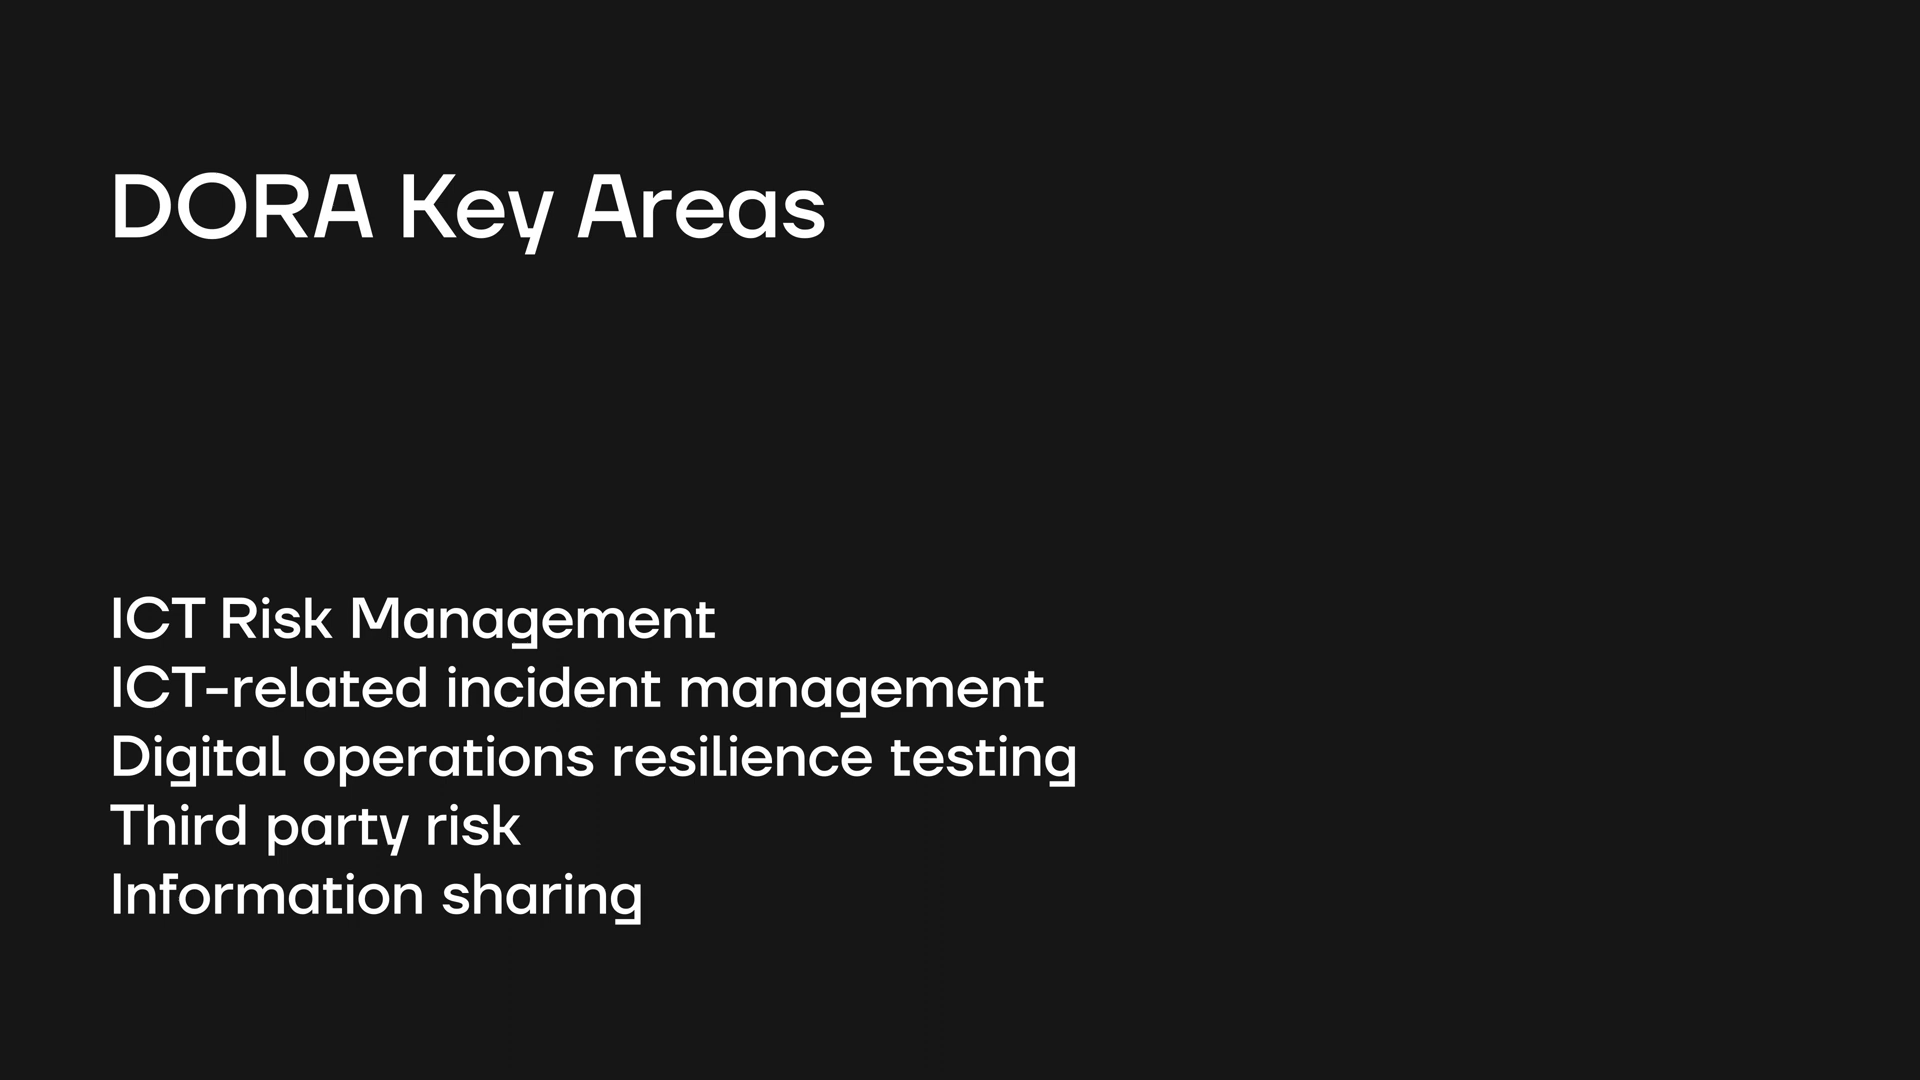 DORA Key Areas
ICT Risk Management
ICT-related incident management
Digital operations resilience testing
Third party risk
Information sharing